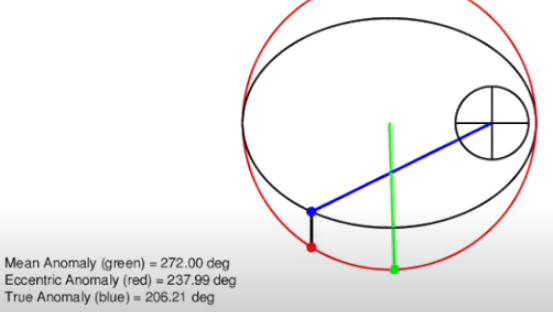 Mean Anomaly (green) = 272.00 deg
Eccentric Anomaly (red) = 237.99 deg
True Anomaly (blue) = 206.21 deg